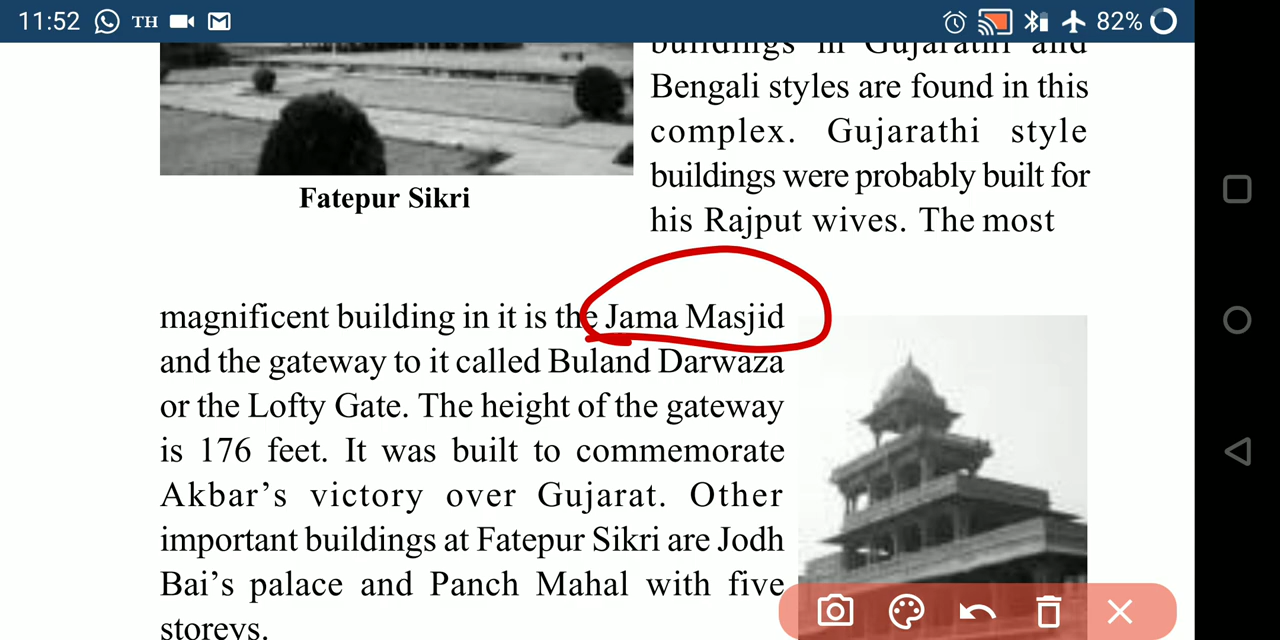 11:52 TH 82%
buildings in Gujarathi and
Bengali styles are found in this
complex. Gujarathi style
buildings were probably built for
his Rajput wives. The most
Fatepur Sikri
magnificent building in it is the Jama Masjid
and the gateway to it called Buland Darwaza
or the Lofty Gate. The height of the gateway
is 176 feet. It was built to commemorate
Akbar's victory over Gujarat. Other
important buildings at Fatepur Sikri are Jodh
Bai's palace and Panch Mahal with five
storeys.